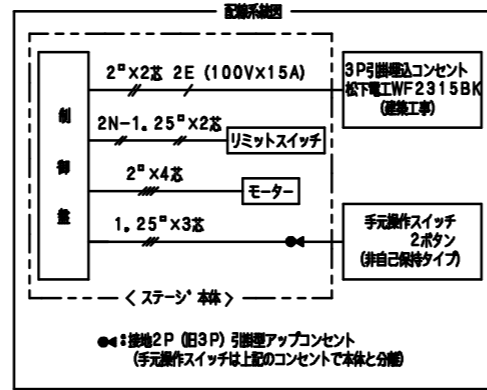 配線系統図
制御盤
2□×2芯 2E (100V×15A)
3P引掛埋込コンセント
松下電工WF2315BK
(建築工事)
2N-1.25□×2芯
リミットスイッチ
2□×4芯
モーター
1.25□×3芯
手元操作スイッチ
2ボタン
(非自己保持タイプ)
〈ステージ本体〉
:接地2P (旧3P) 引掛型アップコンセント
(手元操作スイッチは上記のコンセントで本体と分離)